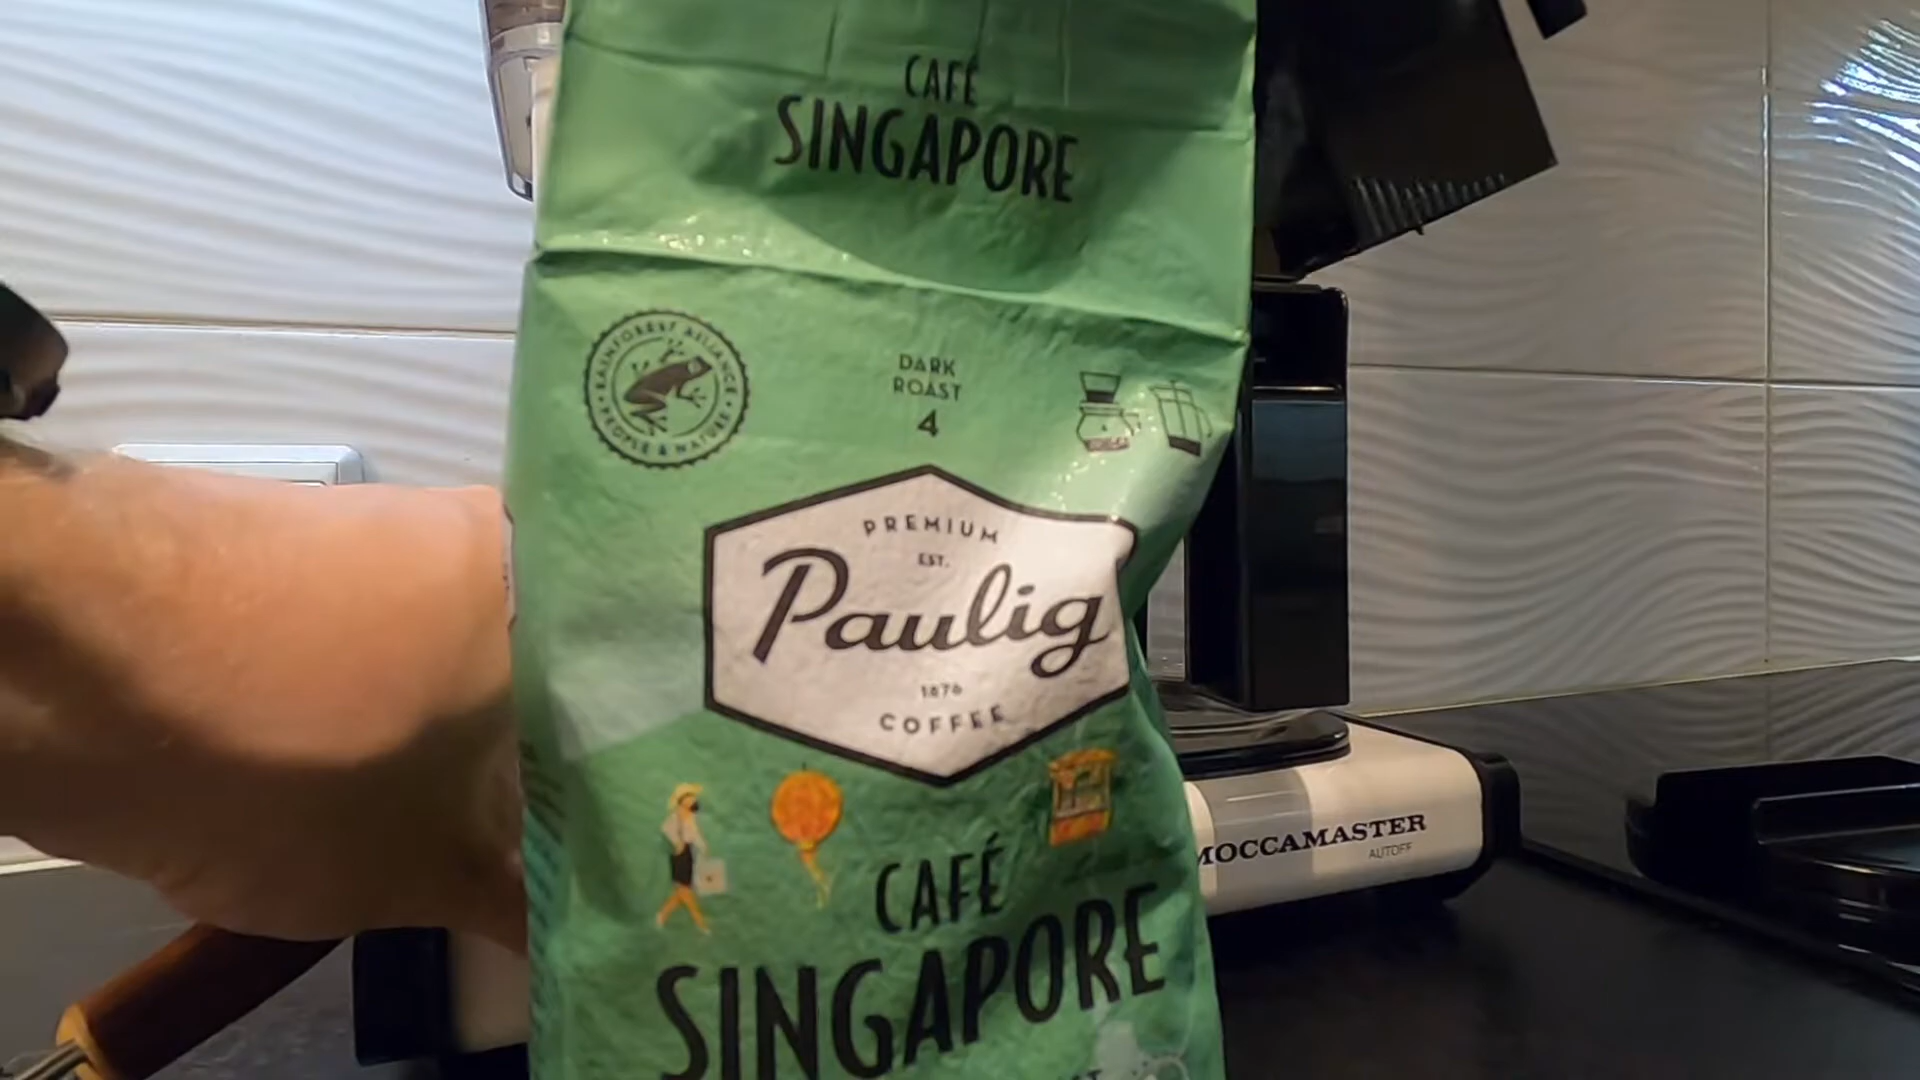 CAFÉ
SINGAPORE
RAINFOREST ALLIANCE
PEOPLE & NATURE
DARK
ROAST
4
PREMIUM
EST.
Paulig
1876
COFFEE
CAFÉ
SINGAPORE
MOCCAMASTER
AUTOFF